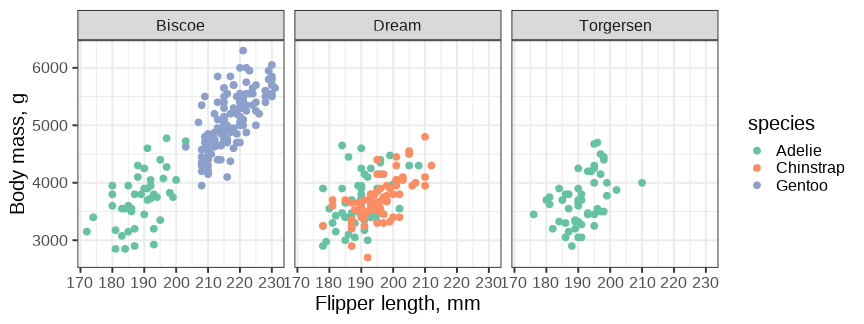 Biscoe Dream Torgersen
6000
5000
4000
3000
170 180 190 200 210 220 230 170 180 190 200 210 220 230 170 180 190 200 210 220 230
Flipper length, mm
Body mass, g
species
Adelie
Chinstrap
Gentoo